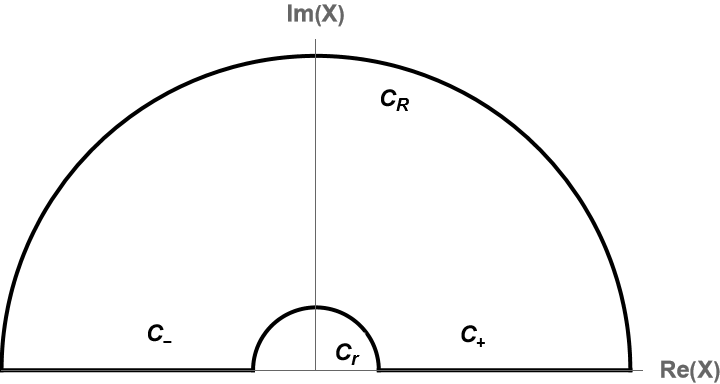 Im(X)
C_R
C_−
C_r
C_+
Re(X)